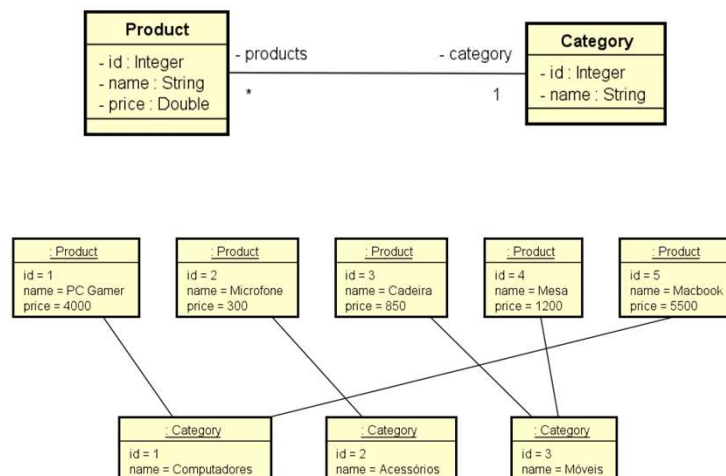 Product
- id : Integer
- name : String
- price : Double
- products
*
- category
1
Category
- id : Integer
- name : String
: Product
id = 1
name = PC Gamer
price = 4000
: Product
id = 2
name = Microfone
price = 300
: Product
id = 3
name = Cadeira
price = 850
: Product
id = 4
name = Mesa
price = 1200
: Product
id = 5
name = Macbook
price = 5500
: Category
id = 1
name = Computadores
: Category
id = 2
name = Acessórios
: Category
id = 3
name = Móveis